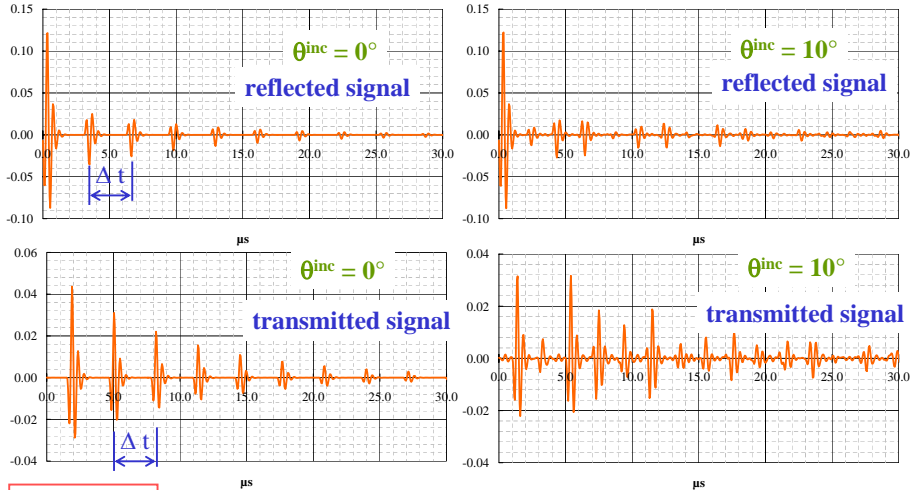 0.15
0.10
0.05
0.00
-0.05
-0.10
0.0 5.0 10.0 15.0 20.0 25.0 30.0
µs
θinc = 0°
reflected signal
Δ t
0.15
0.10
0.05
0.00
-0.05
-0.10
0.0 5.0 10.0 15.0 20.0 25.0 30.0
µs
θinc = 10°
reflected signal
0.06
0.04
0.02
0.00
-0.02
-0.04
0.0 5.0 10.0 15.0 20.0 25.0 30.0
µs
θinc = 0°
transmitted signal
Δ t
0.04
0.02
0.00
-0.02
-0.04
0.0 5.0 10.0 15.0 20.0 25.0 30.0
µs
θinc = 10°
transmitted signal